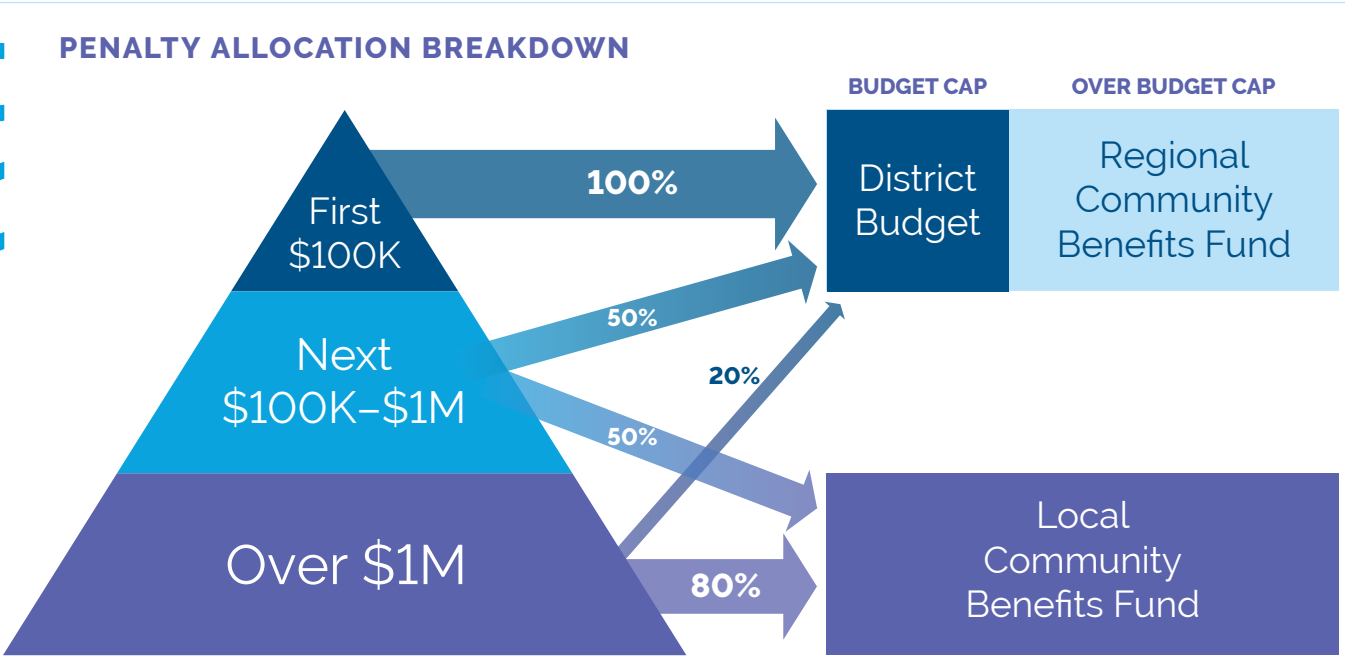 PENALTY ALLOCATION BREAKDOWN
BUDGET CAP
OVER BUDGET CAP
First
$100K
100%
District
Budget
Regional
Community
Benefits Fund
Next
$100K–$1M
50%
20%
50%
Over $1M
80%
Local
Community
Benefits Fund